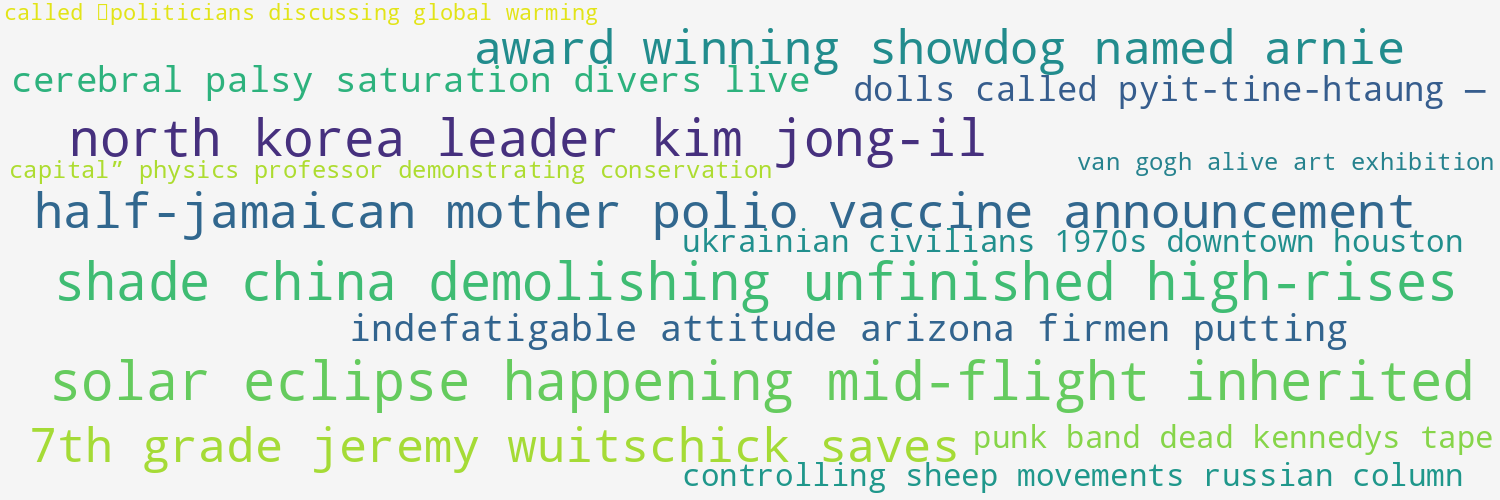 called ▯politicians discussing global warming
award winning showdog named arnie
cerebral palsy saturation divers live
dolls called pyit-tine-htaung —
north korea leader kim jong-il
van gogh alive art exhibition
capital” physics professor demonstrating conservation
half-jamaican mother polio vaccine announcement
ukrainian civilians 1970s downtown houston
shade china demolishing unfinished high-rises
indefatigable attitude arizona firmen putting
solar eclipse happening mid-flight inherited
7th grade jeremy wuitschick saves
punk band dead kennedys tape
controlling sheep movements russian column